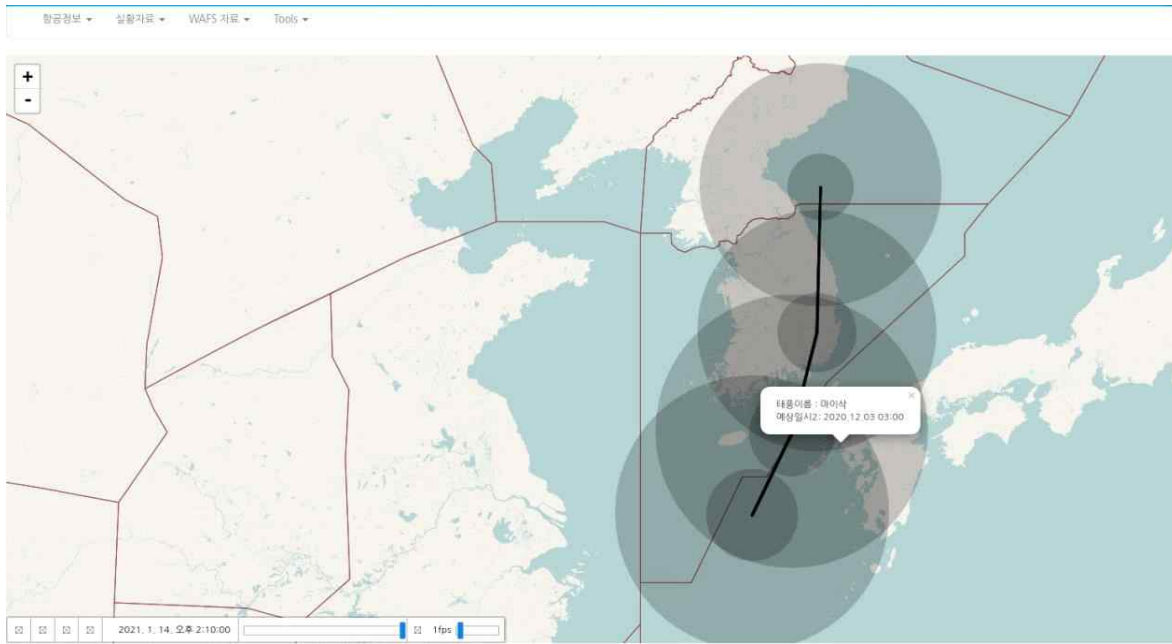 항공정보
실황자료
WAFS 자료
Tools
+
-
태풍이름 : 마이삭
예상일시2: 2020.12.03 03:00
2021. 1. 14. 오후 2:10:00
1fps